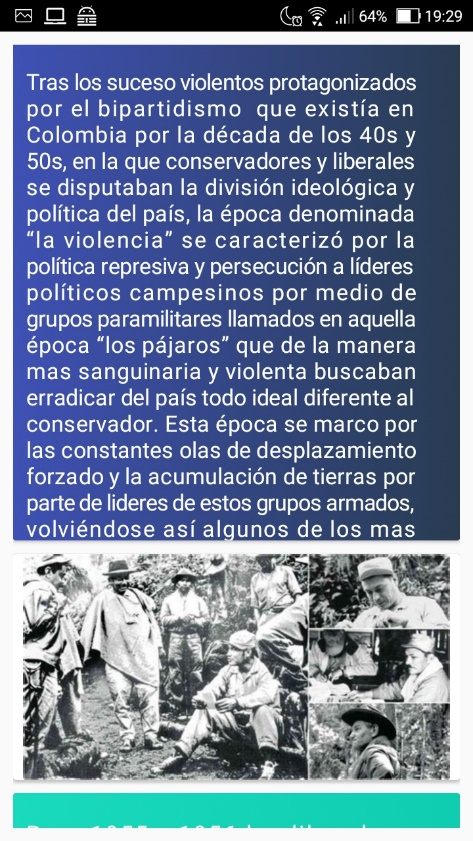 64% 19:29
Tras los suceso violentos protagonizados
por el bipartidismo que existía en
Colombia por la década de los 40s y
50s, en la que conservadores y liberales
se disputaban la división ideológica y
política del país, la época denominada
“la violencia” se caracterizó por la
política represiva y persecución a líderes
políticos campesinos por medio de
grupos paramilitares llamados en aquella
época “los pájaros” que de la manera
mas sanguinaria y violenta buscaban
erradicar del país todo ideal diferente al
conservador. Esta época se marco por
las constantes olas de desplazamiento
forzado y la acumulación de tierras por
parte de lideres de estos grupos armados,
volviéndose así algunos de los mas